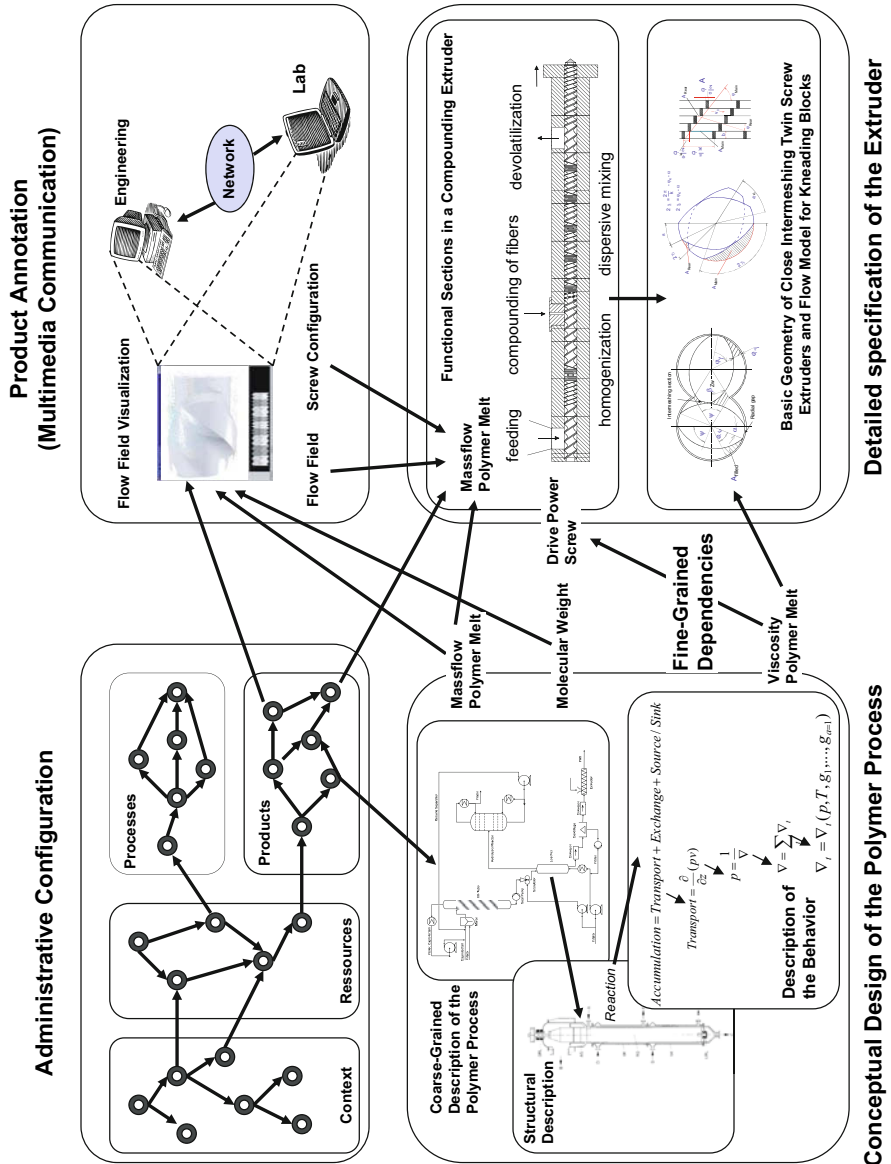 Administrative Configuration
Context
Ressources
Processes
Products
Product Annotation
(Multimedia Communication)
Flow Field Visualization
Engineering
Network
Lab
Flow Field
Screw Configuration
Conceptual Design of the Polymer Process
Coarse-Grained
Description of the
Polymer Process
Structural
Description
Reaction
Accumulation = Transport + Exchange + Source / Sink
Description of
the Behavior
Massflow
Polymer Melt
Molecular Weight
Fine-Grained
Dependencies
Viscosity
Polymer Melt
Detailed specification of the Extruder
Functional Sections in a Compounding Extruder
Massflow
Polymer Melt
feeding
compounding of fibers
devolatilization
homogenization
dispersive mixing
Drive Power
Screw
Intermeshing section
Radial gap
Basic Geometry of Close Intermeshing Twin Screw
Extruders and Flow Model for Kneading Blocks